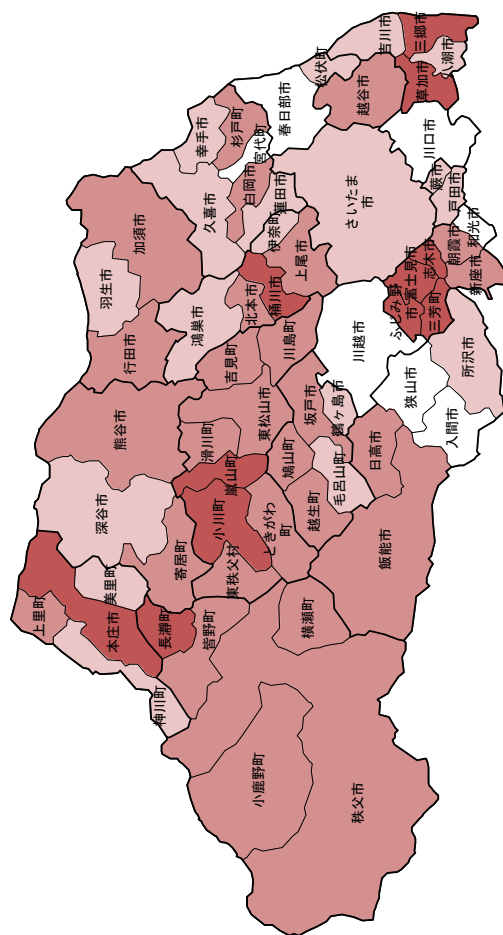 上里町
深谷市
羽生市
美里町
本庄市
熊谷市
行田市
加須市
神川町
長瀞町
寄居町
鴻巣市
幸手市
滑川町
皆野町
久喜市
小川町
嵐山町
吉見町
東秩父村
杉戸町
北本市
白岡市
小鹿野町
宮代町
東松山市
ときがわ
町
桶川市
伊奈町
蓮田市
横瀬町
春日部市
鳩山町
川島町
上尾市
坂戸市
越生町
松伏町
川越市
鶴ヶ島市
毛呂山町
さいたま
市
秩父市
越谷市
日高市
飯能市
吉川市
ふじみ野
市
狭山市
富士見市
三郷市
草加市
志木市
川口市
三芳町
蕨市
八潮市
入間市
朝霞市
戸田市
所沢市
和光市
新座市